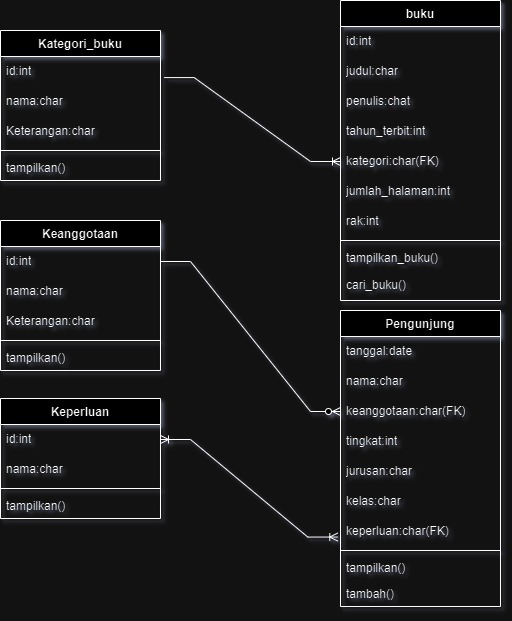 Kategori_buku
id:int
nama:char
Keterangan:char
tampilkan()
buku
id:int
judul:char
penulis:chat
tahun_terbit:int
kategori:char(FK)
jumlah_halaman:int
rak:int
tampilkan_buku()
cari_buku()
Keanggotaan
id:int
nama:char
Keterangan:char
tampilkan()
Pengunjung
tanggal:date
nama:char
keanggotaan:char(FK)
tingkat:int
jurusan:char
kelas:char
keperluan:char(FK)
tampilkan()
tambah()
Keperluan
id:int
nama:char
tampilkan()